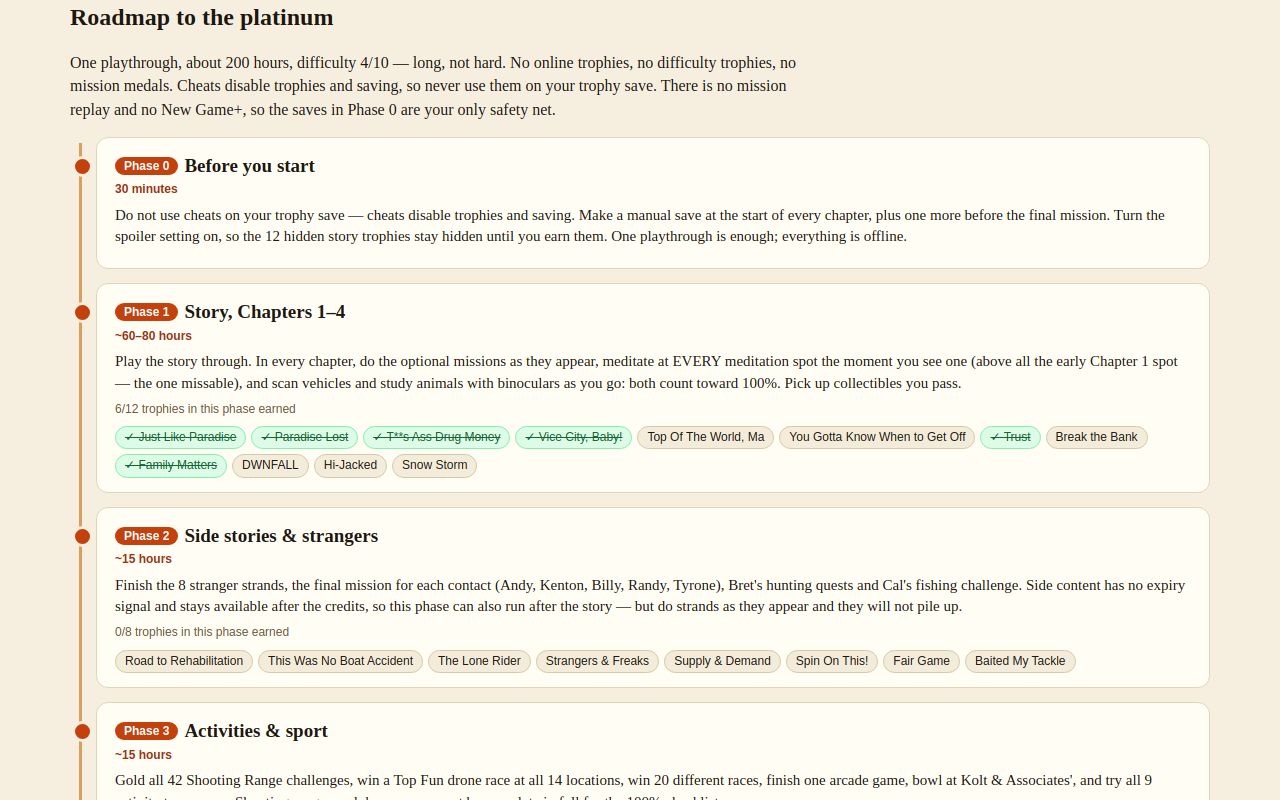 Roadmap to the platinum
One playthrough, about 200 hours, difficulty 4/10 — long, not hard. No online trophies, no difficulty trophies, no
mission medals. Cheats disable trophies and saving, so never use them on your trophy save. There is no mission
replay and no New Game+, so the saves in Phase 0 are your only safety net.
Phase 0 Before you start
30 minutes
Do not use cheats on your trophy save — cheats disable trophies and saving. Make a manual save at the start of every chapter, plus one more before the final mission. Turn the
spoiler setting on, so the 12 hidden story trophies stay hidden until you earn them. One playthrough is enough; everything is offline.
Phase 1 Story, Chapters 1–4
~60–80 hours
Play the story through. In every chapter, do the optional missions as they appear, meditate at EVERY meditation spot the moment you see one (above all the early Chapter 1 spot
— the one missable), and scan vehicles and study animals with binoculars as you go: both count toward 100%. Pick up collectibles you pass.
6/12 trophies in this phase earned
✓ Just Like Paradise ✓ Paradise Lost ✓ T**s Ass Drug Money ✓ Vice City, Baby! Top Of The World, Ma You Gotta Know When to Get Off ✓ Trust Break the Bank
✓ Family Matters DWNFALL Hi-Jacked Snow Storm
Phase 2 Side stories & strangers
~15 hours
Finish the 8 stranger strands, the final mission for each contact (Andy, Kenton, Billy, Randy, Tyrone), Bret's hunting quests and Cal's fishing challenge. Side content has no expiry
signal and stays available after the credits, so this phase can also run after the story — but do strands as they appear and they will not pile up.
0/8 trophies in this phase earned
Road to Rehabilitation This Was No Boat Accident The Lone Rider Strangers & Freaks Supply & Demand Spin On This! Fair Game Baited My Tackle
Phase 3 Activities & sport
~15 hours
Gold all 42 Shooting Range challenges, win a Top Fun drone race at all 14 locations, win 20 different races, finish one arcade game, bowl at Kolt & Associates', and try all 9